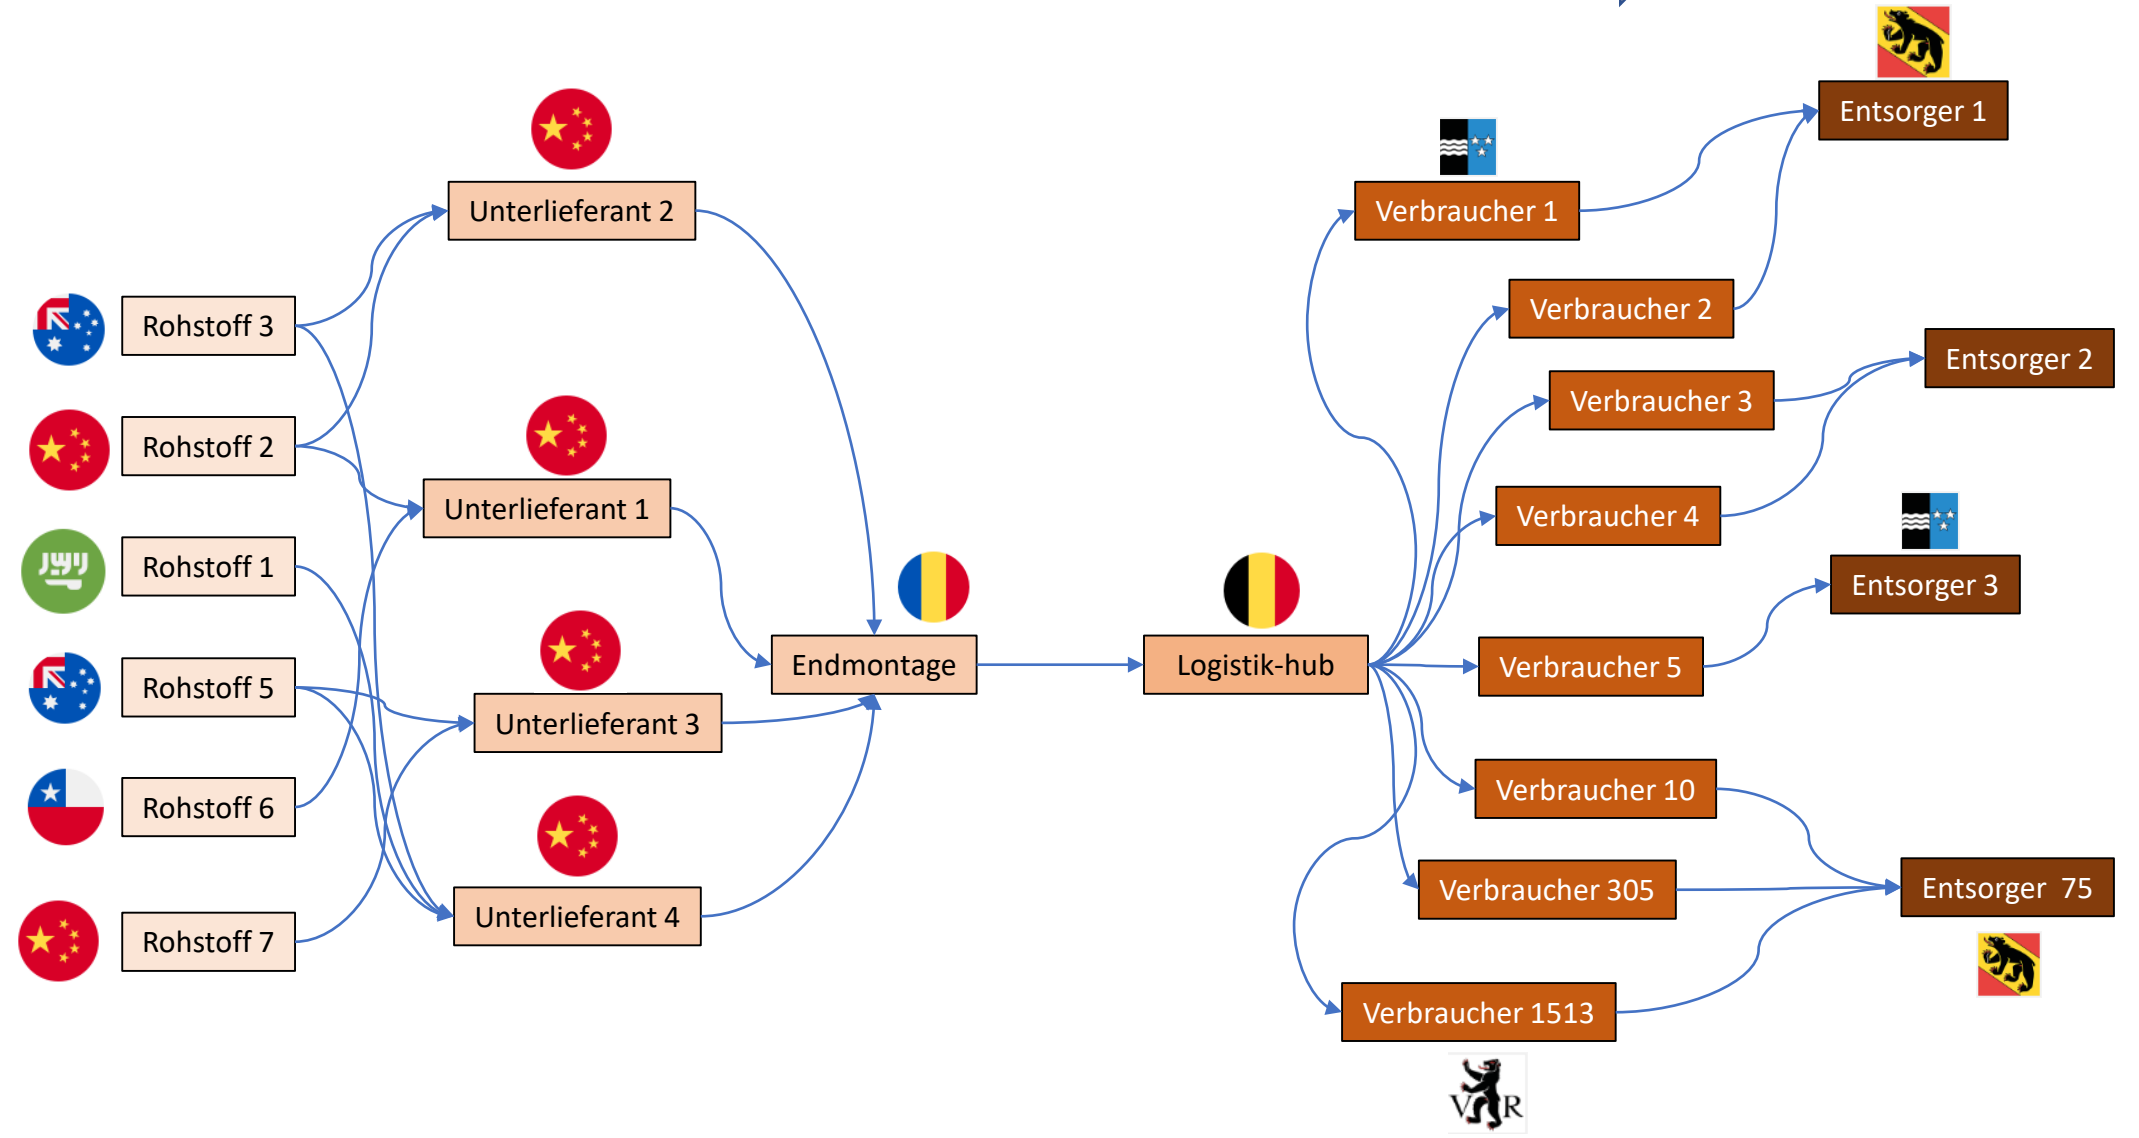 Entsorger 1
Unterlieferant 2
Verbraucher 1
Rohstoff 3
Verbraucher 2
Entsorger 2
Verbraucher 3
Rohstoff 2
Unterlieferant 1
Verbraucher 4
Rohstoff 1
Entsorger 3
Endmontage
Logistik-hub
Verbraucher 5
Rohstoff 5
Unterlieferant 3
Verbraucher 10
Rohstoff 6
Verbraucher 305
Entsorger  75
Unterlieferant 4
Rohstoff 7
Verbraucher 1513
V R